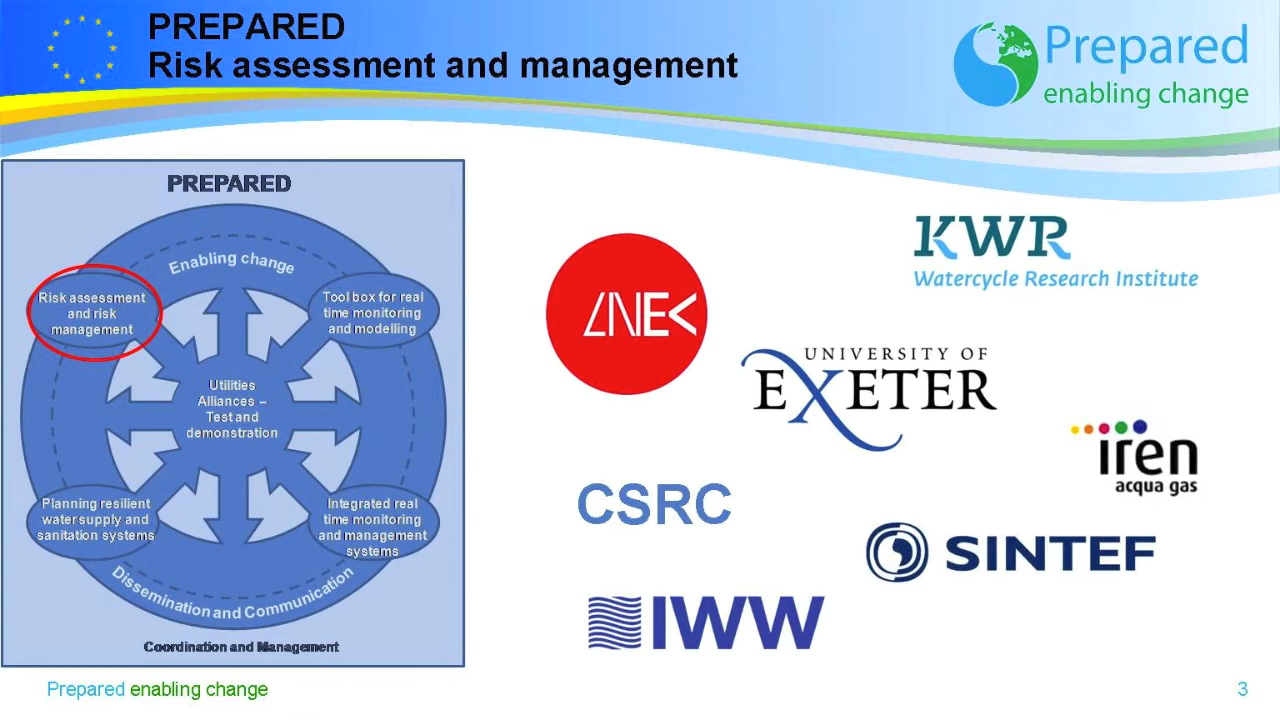 PREPARED
Risk assessment and management
Prepared
enabling change
PREPARED
Enabling change
Risk assessment
and risk
management
Tool box for real
time monitoring
and modelling
Utilities
Alliances –
Test and
demonstration
Planning resilient
water supply and
sanitation systems
Integrated real
time monitoring
and management
systems
Dissemination and Communication
Coordination and Management
LNEC
KWR
Watercycle Research Institute
UNIVERSITY OF
EXETER
iren
acqua gas
CSRC
SINTEF
IWW
Prepared enabling change
3